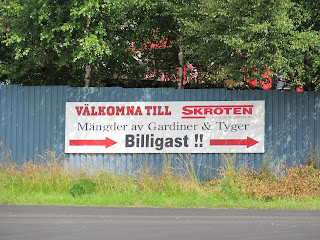 VÄLKOMNA TILL SKROTEN
Mängder av Gardiner & Tyger
Billigast !!